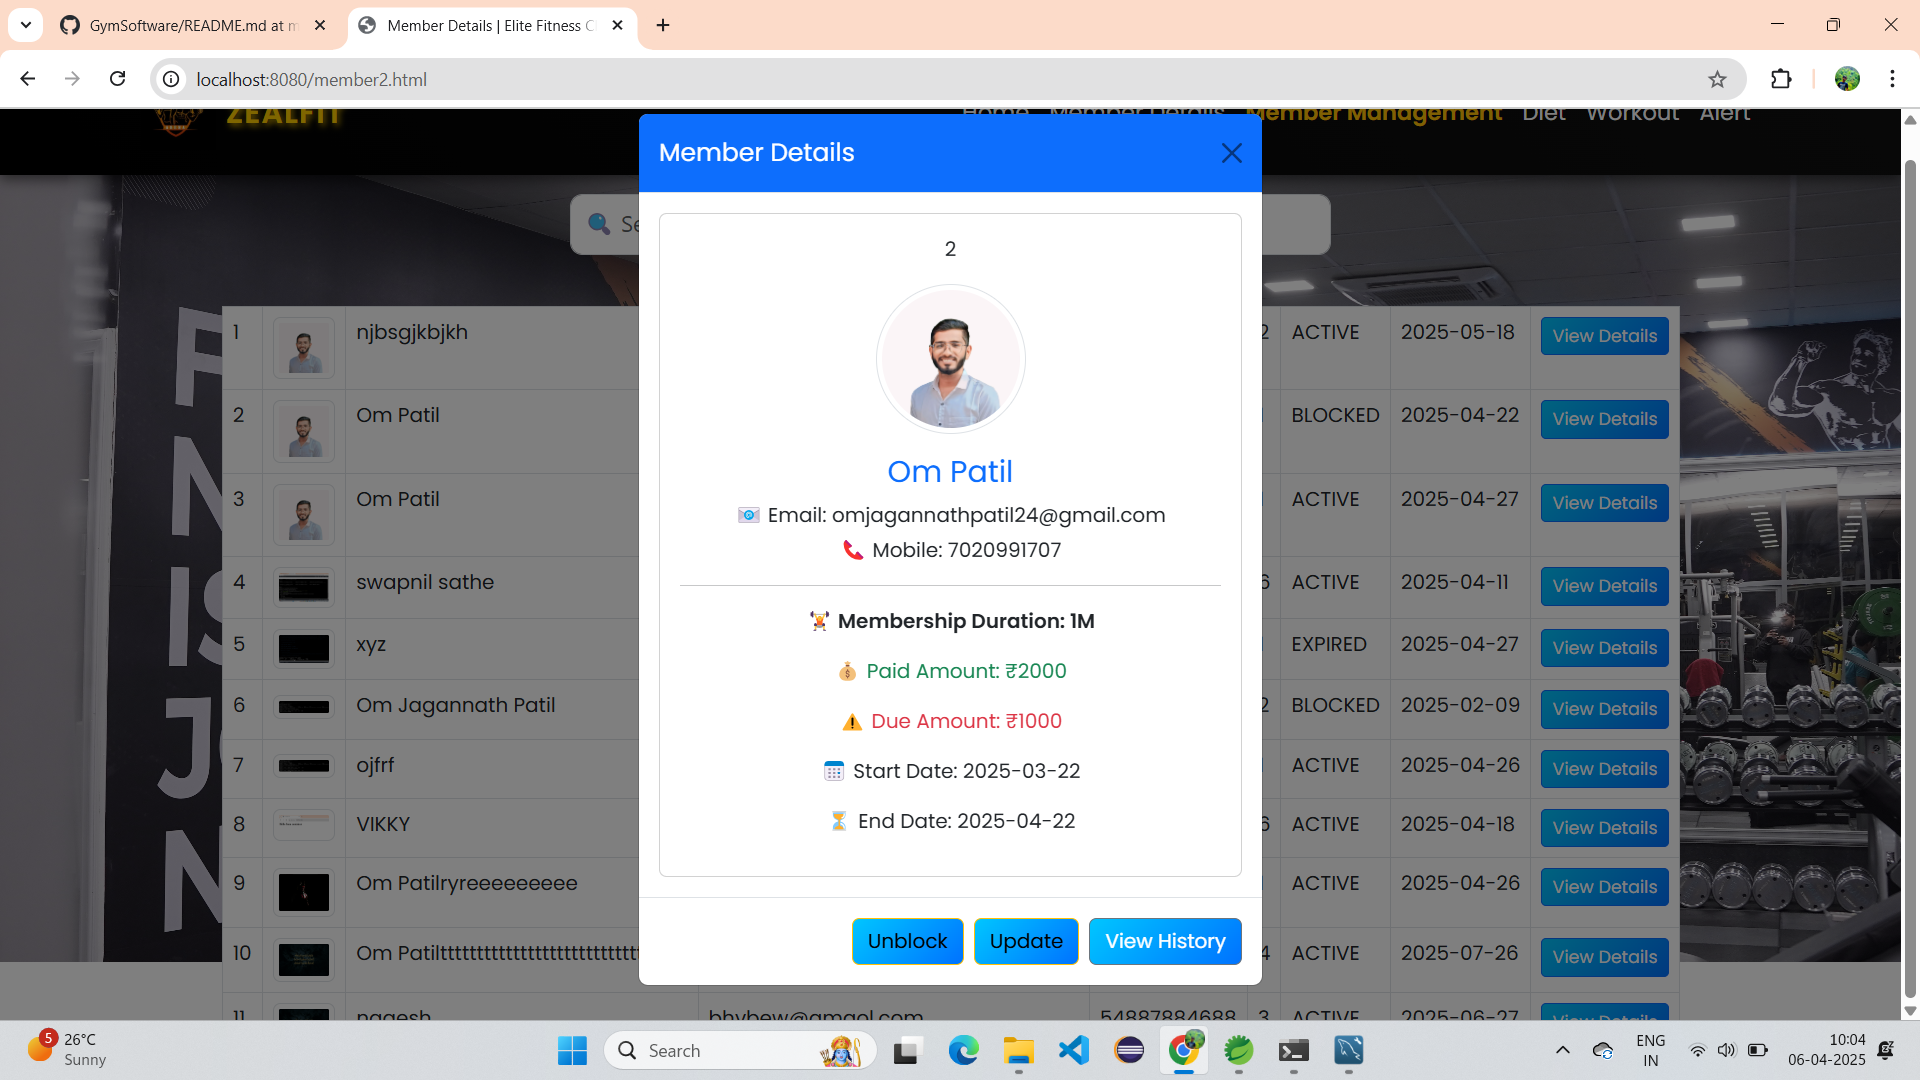 GymSoftware/README.md at m
Member Details | Elite Fitness C
localhost:8080/member2.html
ZEALFIT
Home Member Details Member Management Diet Workout Alert
Member Details
2
Om Patil
Email: omjagannathpatil24@gmail.com
Mobile: 7020991707
Membership Duration: 1M
Paid Amount: ₹2000
Due Amount: ₹1000
Start Date: 2025-03-22
End Date: 2025-04-22
Unblock Update View History
1 njbsgjkbjkh 2 ACTIVE 2025-05-18 View Details
2 Om Patil BLOCKED 2025-04-22 View Details
3 Om Patil ACTIVE 2025-04-27 View Details
4 swapnil sathe 6 ACTIVE 2025-04-11 View Details
5 xyz EXPIRED 2025-04-27 View Details
6 Om Jagannath Patil 2 BLOCKED 2025-02-09 View Details
7 ojfrf ACTIVE 2025-04-26 View Details
8 VIKKY 6 ACTIVE 2025-04-18 View Details
9 Om Patilryreeeeeeeee ACTIVE 2025-04-26 View Details
10 4 ACTIVE 2025-07-26 View Details
11 nagesh 54887884688 3 ACTIVE 2025-06-27 View Details
5
26°C
Sunny
Search
ENG
IN
10:04
06-04-2025